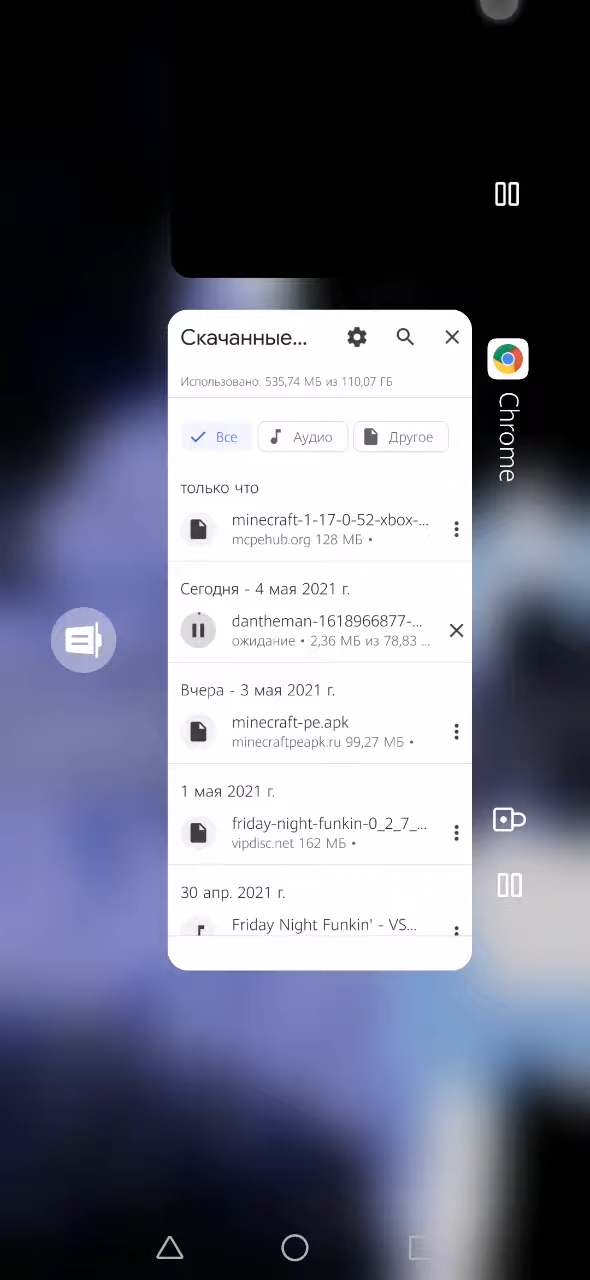 Скачанные...
Использовано: 535,74 МБ из 110,07 ГБ
Все
Аудио
Другое
только что
minecraft-1-17-0-52-xbox-...
mcpehub.org 128 МБ •
Сегодня - 4 мая 2021 г.
dantheman-1618966877-...
ожидание • 2,36 МБ из 78,83 ...
Вчера - 3 мая 2021 г.
minecraft-pe.apk
minecraftpeapk.ru 99,27 МБ •
1 мая 2021 г.
friday-night-funkin-0_2_7_...
vipdisc.net 162 МБ •
30 апр. 2021 г.
Friday Night Funkin' - VS...
Chrome